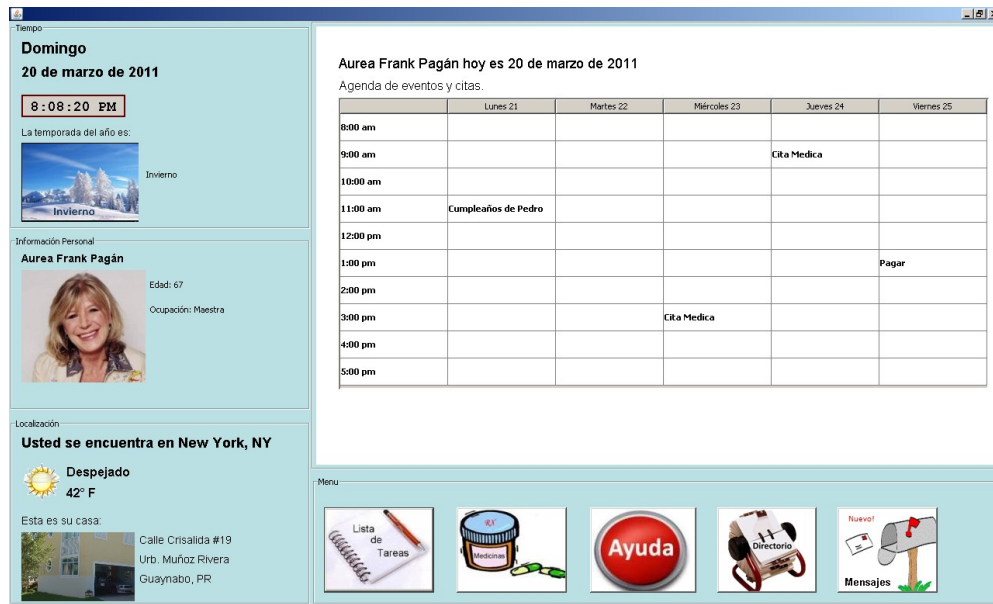 Tiempo
Domingo
20 de marzo de 2011
8:08:20 PM
La temporada del año es:
Invierno
Invierno
Información Personal
Aurea Frank Pagán
Edad: 67
Ocupación: Maestra
Localización
Usted se encuentra en New York, NY
Despejado
42° F
Esta es su casa:
Calle Crisalida #19
Urb. Muñoz Rivera
Guaynabo, PR
Aurea Frank Pagán hoy es 20 de marzo de 2011
Agenda de eventos y citas.
Lunes 21 Martes 22 Miércoles 23 Jueves 24 Viernes 25
8:00 am
9:00 am Cita Medica
10:00 am
11:00 am Cumpleaños de Pedro
12:00 pm
1:00 pm Pagar
2:00 pm
3:00 pm Cita Medica
4:00 pm
5:00 pm
Menu
Lista
de
Tareas
RX
Medicinas
Ayuda
Directorio
Nuevo!
Mensajes